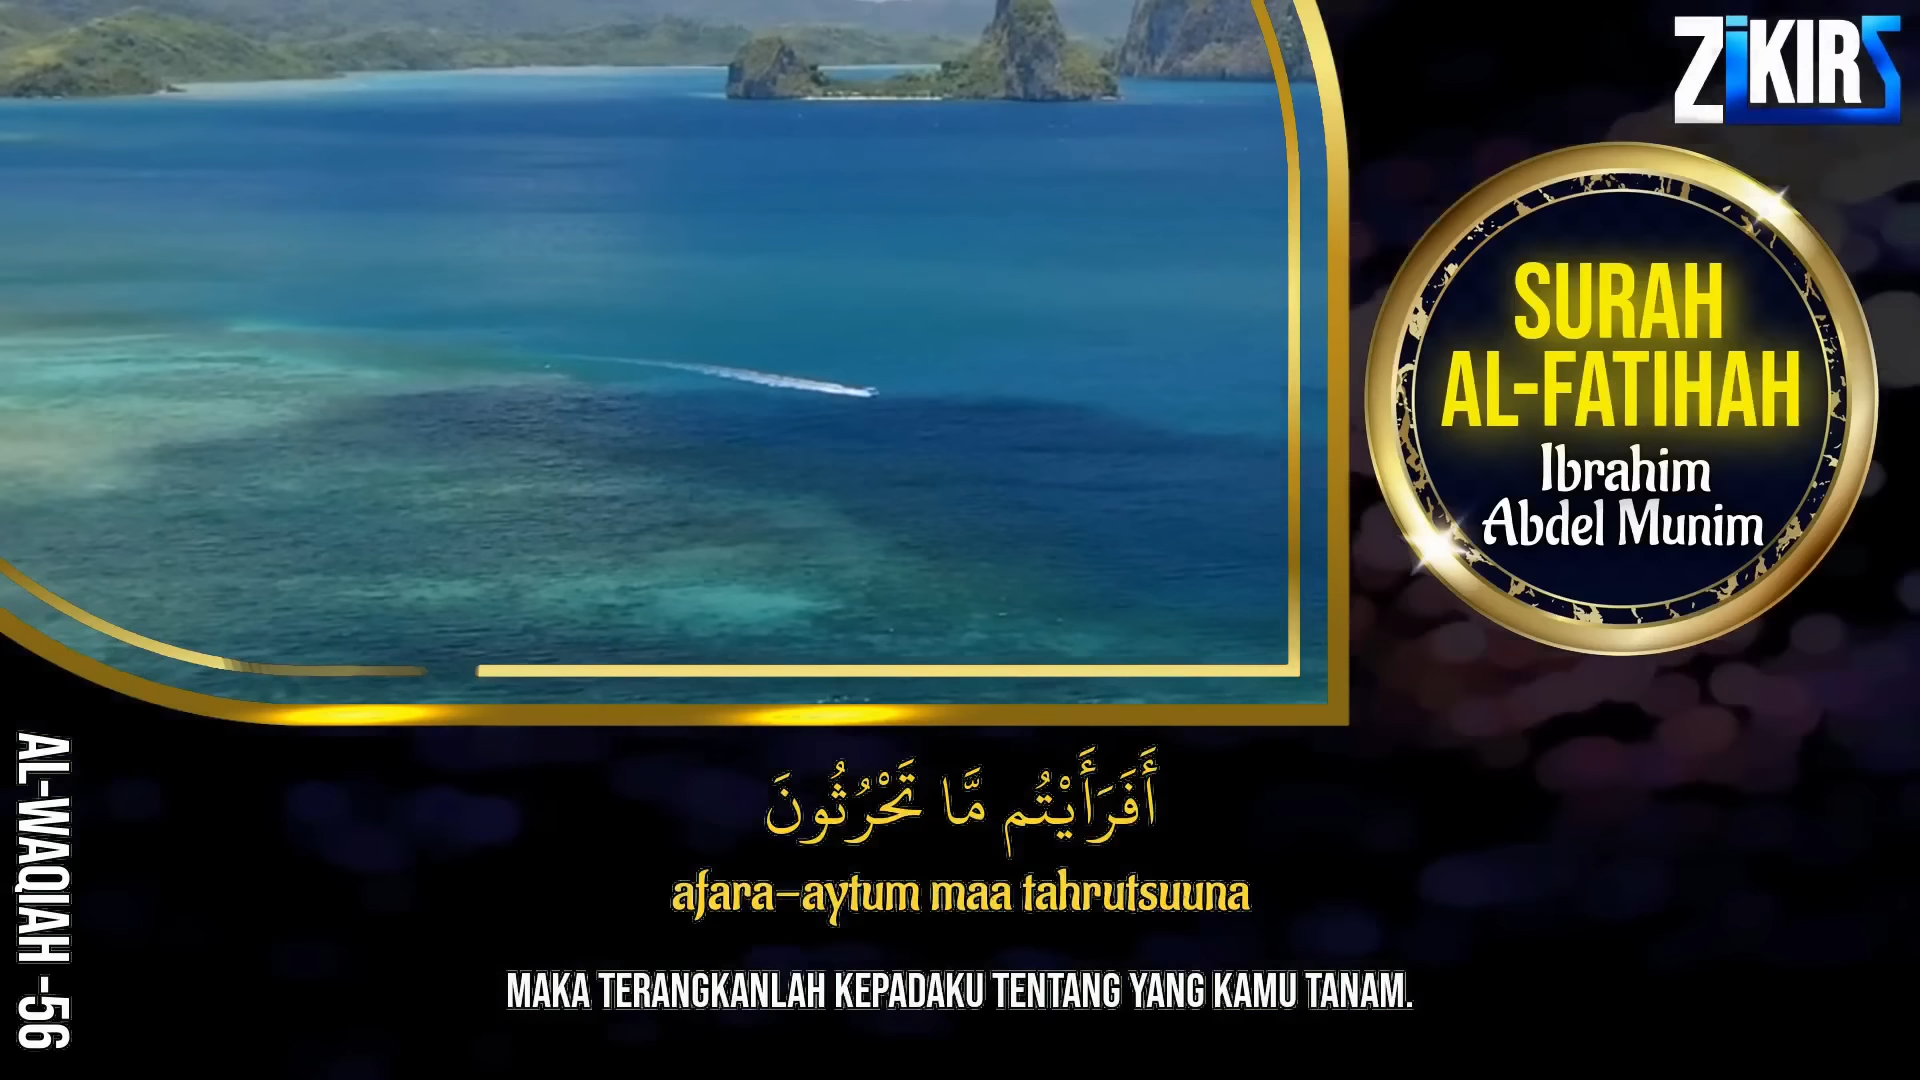 ZiKIRS
SURAH
AL-FATIHAH
Ibrahim
Abdel Munim
أَفَرَأَيْتُم مَّا تَحْرُثُونَ
afara-aytum maa tahrutsuuna
MAKA TERANGKANLAH KEPADAKU TENTANG YANG KAMU TANAM.
AL-WAQIAH -56